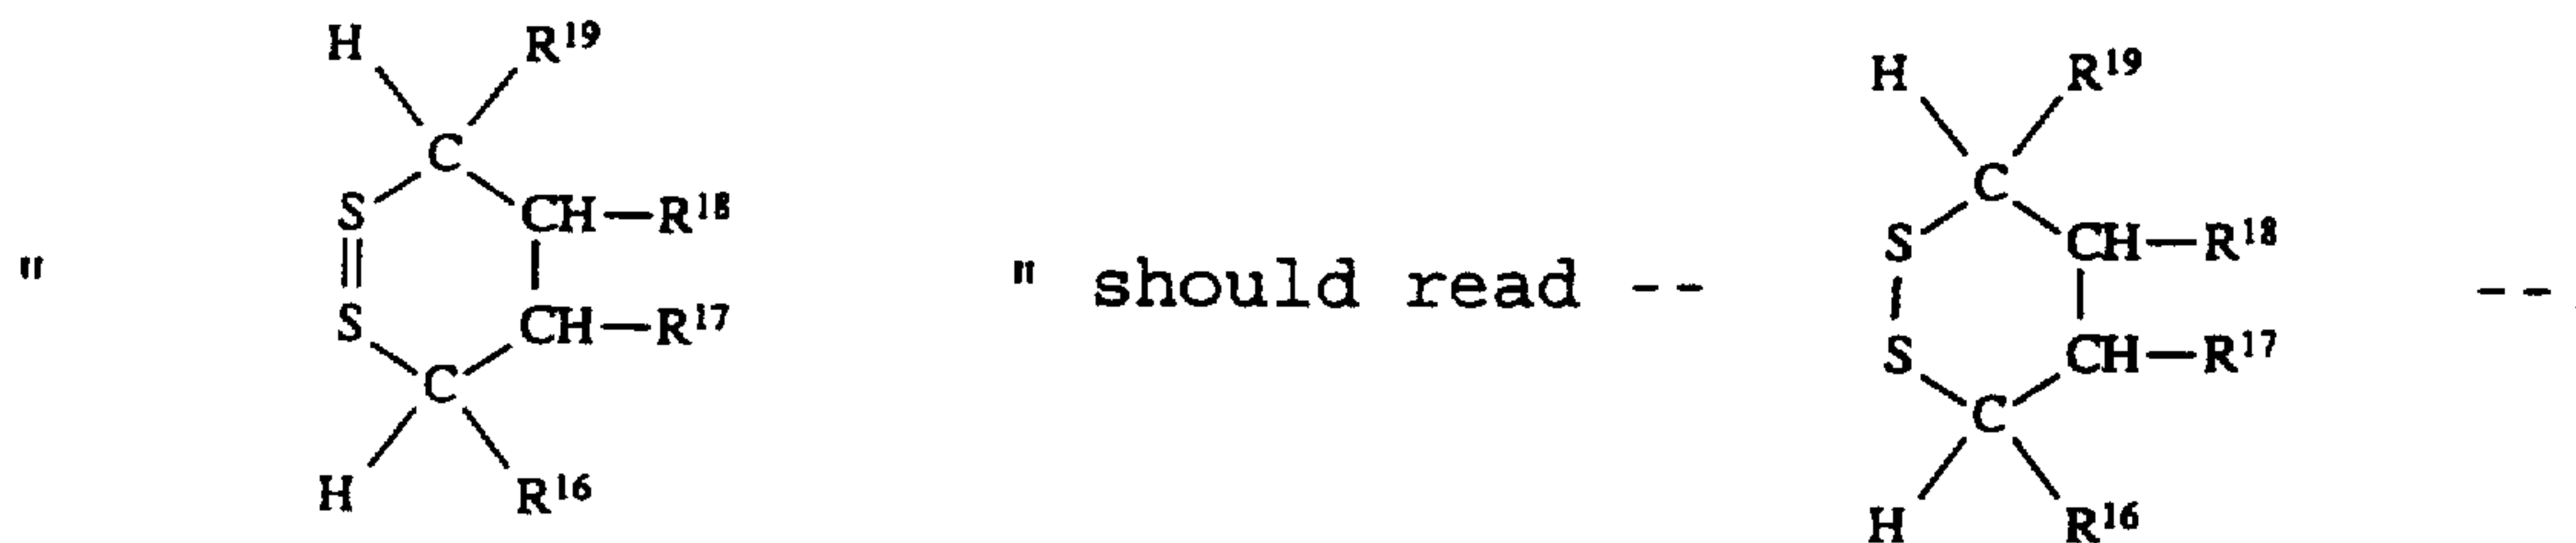 H R¹⁹ H R¹⁹
C C
S CH—R¹⁸ S CH—R¹⁸
" " should read -- --
S CH—R¹⁷ S CH—R¹⁷
C C
H R¹⁶ H R¹⁶